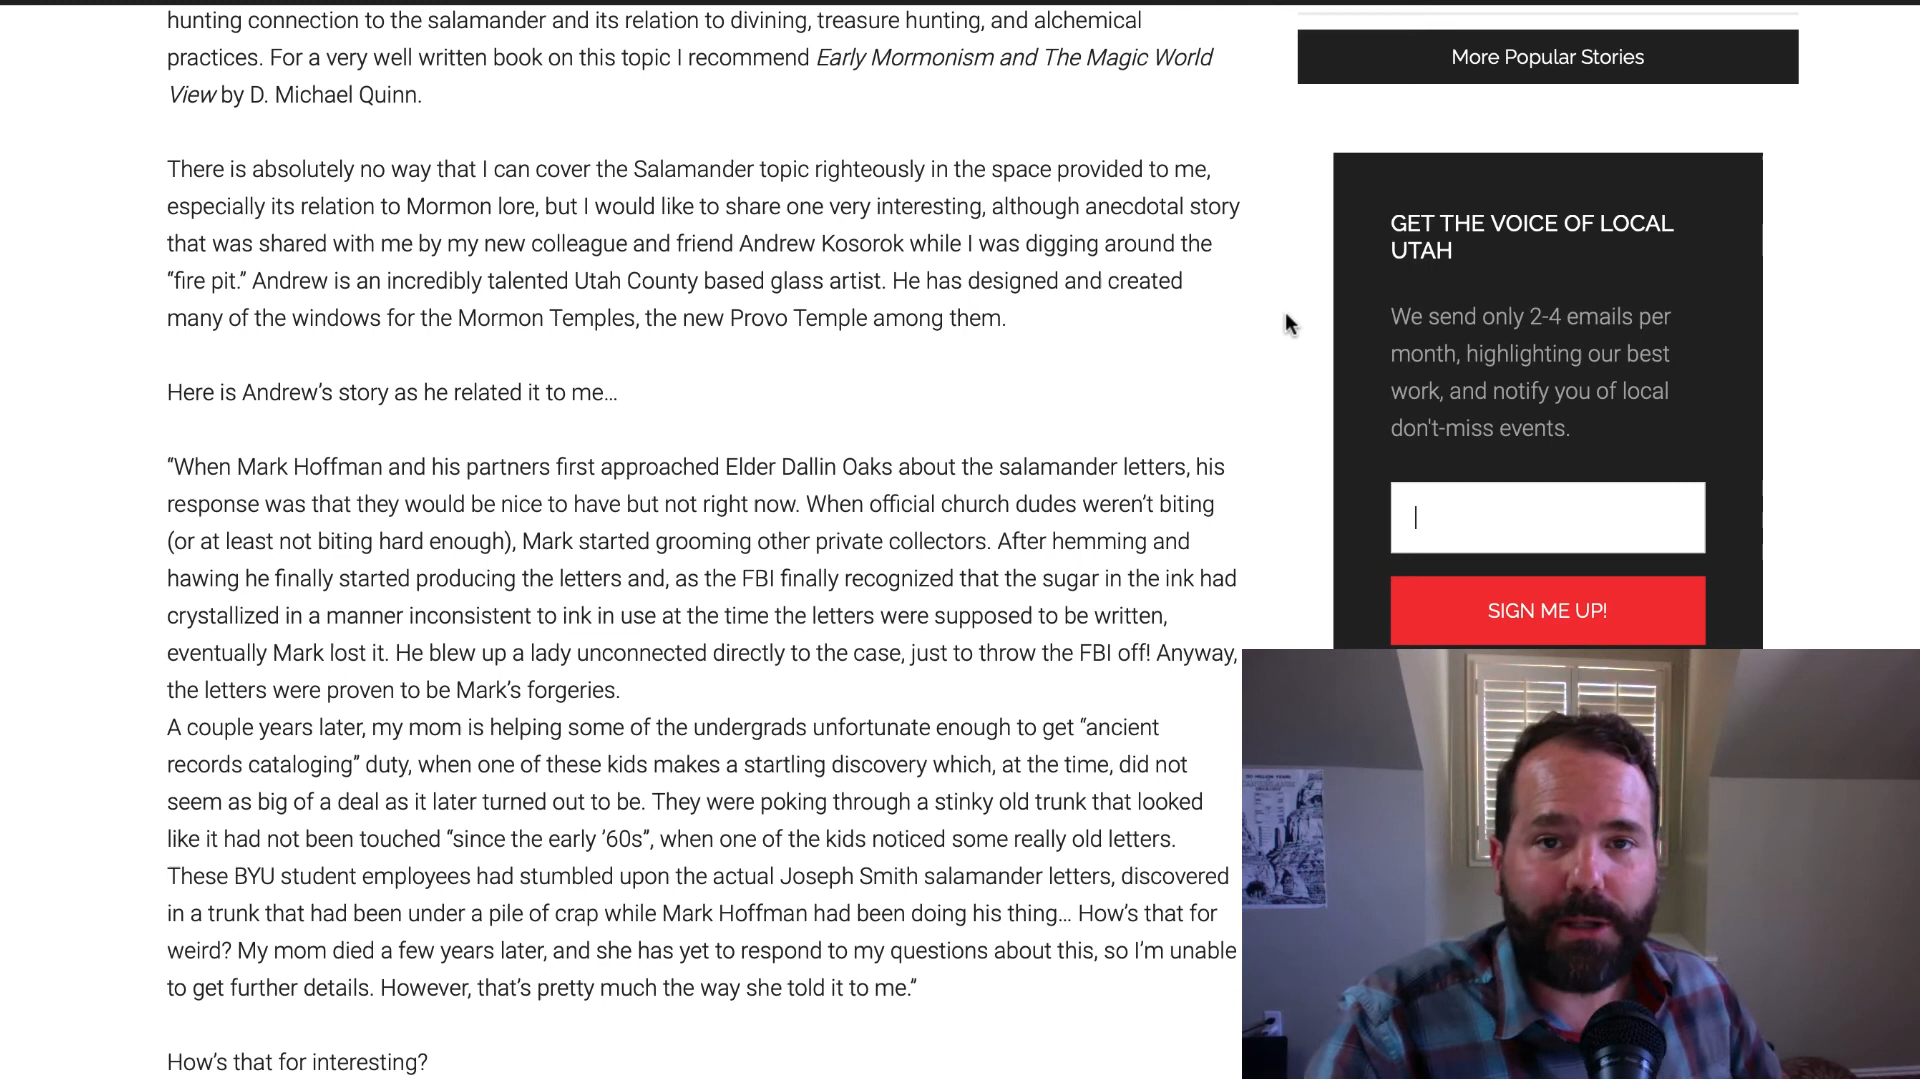 hunting connection to the salamander and its relation to divining, treasure hunting, and alchemical
practices. For a very well written book on this topic I recommend Early Mormonism and The Magic World
View by D. Michael Quinn.
There is absolutely no way that I can cover the Salamander topic righteously in the space provided to me,
especially its relation to Mormon lore, but I would like to share one very interesting, although anecdotal story
that was shared with me by my new colleague and friend Andrew Kosorok while I was digging around the
“fire pit.” Andrew is an incredibly talented Utah County based glass artist. He has designed and created
many of the windows for the Mormon Temples, the new Provo Temple among them.
Here is Andrew’s story as he related it to me…
“When Mark Hoffman and his partners first approached Elder Dallin Oaks about the salamander letters, his
response was that they would be nice to have but not right now. When official church dudes weren’t biting
(or at least not biting hard enough), Mark started grooming other private collectors. After hemming and
hawing he finally started producing the letters and, as the FBI finally recognized that the sugar in the ink had
crystallized in a manner inconsistent to ink in use at the time the letters were supposed to be written,
eventually Mark lost it. He blew up a lady unconnected directly to the case, just to throw the FBI off! Anyway,
the letters were proven to be Mark’s forgeries.
A couple years later, my mom is helping some of the undergrads unfortunate enough to get “ancient
records cataloging” duty, when one of these kids makes a startling discovery which, at the time, did not
seem as big of a deal as it later turned out to be. They were poking through a stinky old trunk that looked
like it had not been touched “since the early ’60s”, when one of the kids noticed some really old letters.
These BYU student employees had stumbled upon the actual Joseph Smith salamander letters, discovered
in a trunk that had been under a pile of crap while Mark Hoffman had been doing his thing… How’s that for
weird? My mom died a few years later, and she has yet to respond to my questions about this, so I’m unable
to get further details. However, that’s pretty much the way she told it to me.”
How’s that for interesting?
More Popular Stories
GET THE VOICE OF LOCAL
UTAH
We send only 2-4 emails per
month, highlighting our best
work, and notify you of local
don't-miss events.
SIGN ME UP!